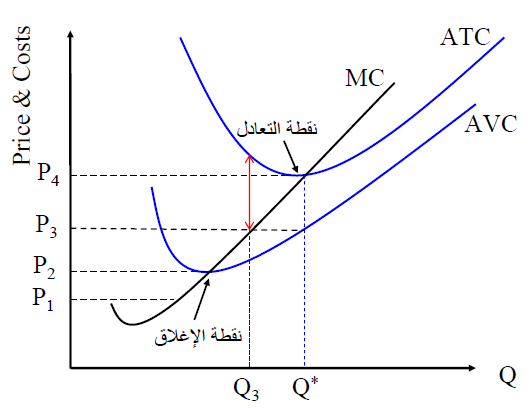 Price & Costs
ATC
MC
AVC
نقطة التعادل
P4
P3
P2
P1
نقطة الإغلاق
Q3
Q*
Q